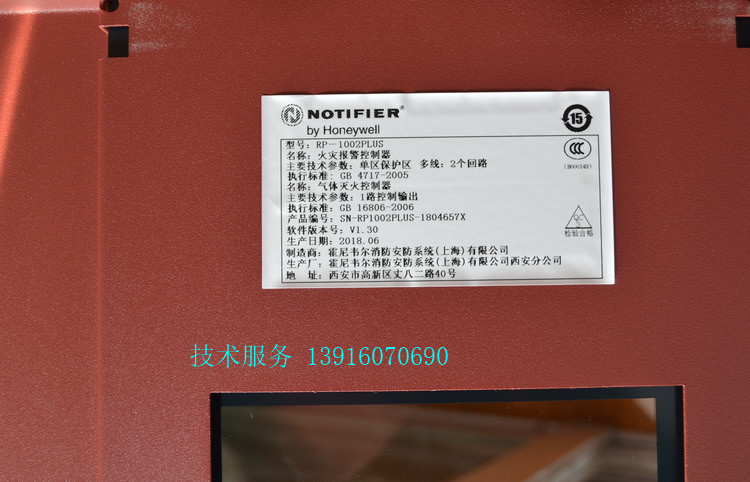 NOTIFIER®
by Honeywell
15
型号: RP-1002PLUS
名称: 火灾报警控制器
主要技术参数: 单区保护区 多线: 2个回路
执行标准: GB 4717-2005
名称: 气体灭火控制器
主要技术参数: 1路控制输出
执行标准: GB 16806-2006
产品编号: SN-RP1002PLUS-1804657X
软件版本号: V1.30
生产日期: 2018.06
制造商: 霍尼韦尔消防安防系统(上海)有限公司
生产厂: 霍尼韦尔消防安防系统(上海)有限公司西安分公司
地 址: 西安市高新区丈八二路40号
CCC
QC
检验合格
技术服务 13916070690